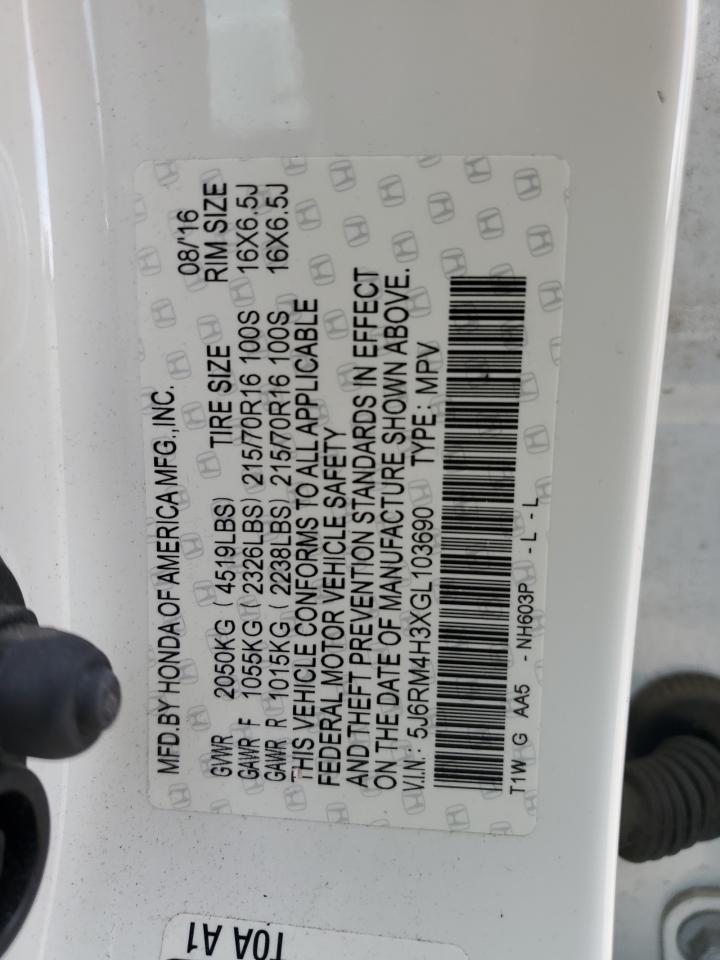 MFD.BY HONDA OF AMERICA MFG.,INC. 08/'16
GVWR 2050KG ( 4519LBS) TIRE SIZE RIM SIZE
GAWR F 1055KG ( 2326LBS) 215/70R16 100S 16X6.5J
GAWR R 1015KG ( 2238LBS) 215/70R16 100S 16X6.5J
THIS VEHICLE CONFORMS TO ALL APPLICABLE
FEDERAL MOTOR VEHICLE SAFETY
AND THEFT PREVENTION STANDARDS IN EFFECT
ON THE DATE OF MANUFACTURE SHOWN ABOVE.
V.I.N.: 5J6RM4H3XGL103690 TYPE: MPV
T1W G AA5 - NH603P - L - L
T0A A1